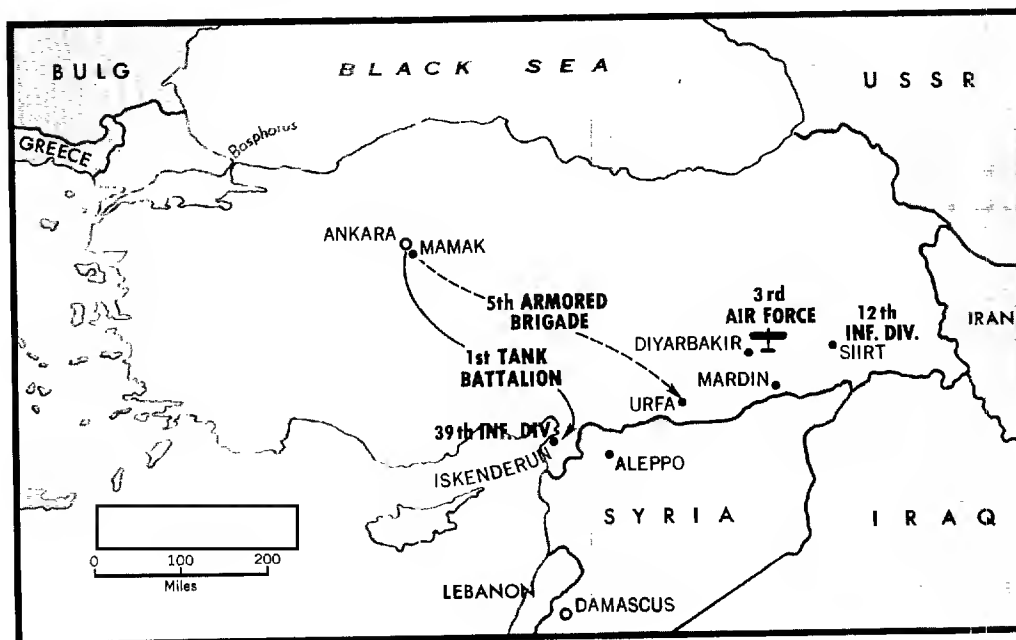 BULG
BLACK SEA
USSR
GREECE
Bosphorus
ANKARA
MAMAK
5th ARMORED
BRIGADE
3rd
AIR FORCE
12th
INF. DIV.
IRAN
DIYARBAKIR
SIIRT
1st TANK
BATTALION
MARDIN
URFA
39th INF. DIV.
ISKENDERUN
ALEPPO
SYRIA
IRAQ
0 100 200
Miles
LEBANON
DAMASCUS